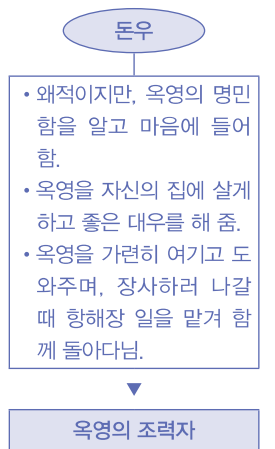 돈우
• 왜적이지만, 옥영의 명민
함을 알고 마음에 들어
함.
• 옥영을 자신의 집에 살게
하고 좋은 대우를 해 줌.
• 옥영을 가련히 여기고 도
와주며, 장사하러 나갈
때 항해장 일을 맡겨 함
께 돌아다님.
▼
옥영의 조력자